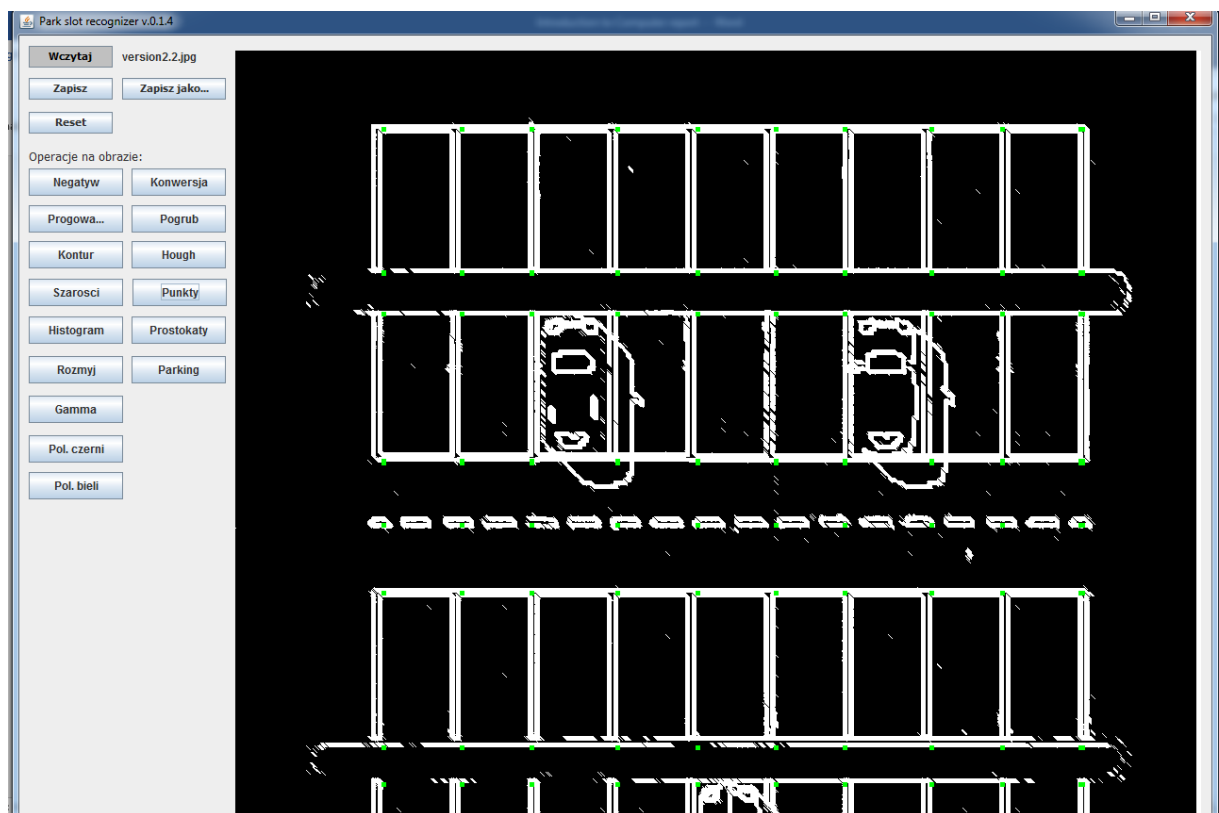 Park slot recognizer v.0.1.4
Wczytaj version2.2.jpg
Zapisz Zapisz jako...
Reset
Operacje na obrazie:
Negatyw Konwersja
Progowa... Pogrub
Kontur Hough
Szarosci Punkty
Histogram Prostokaty
Rozmyj Parking
Gamma
Pol. czerni
Pol. bieli